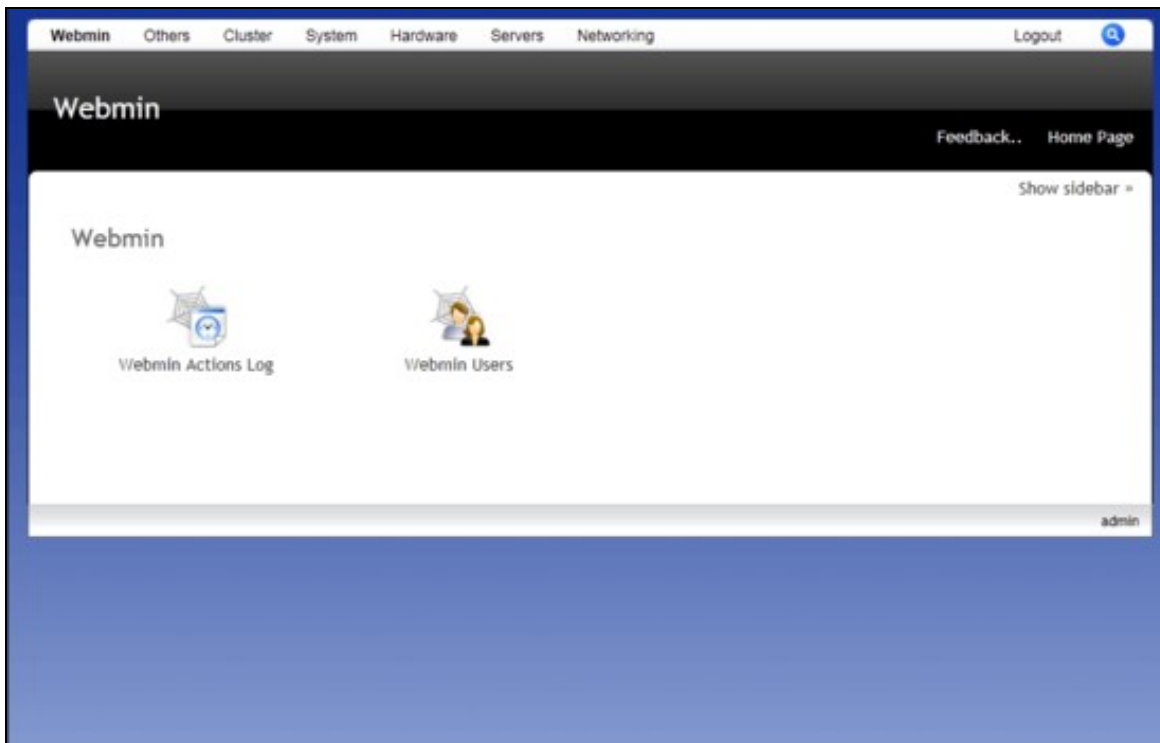 Webmin Others Cluster System Hardware Servers Networking Logout
Webmin
Feedback.. Home Page
Show sidebar »
Webmin
Webmin Actions Log Webmin Users
admin